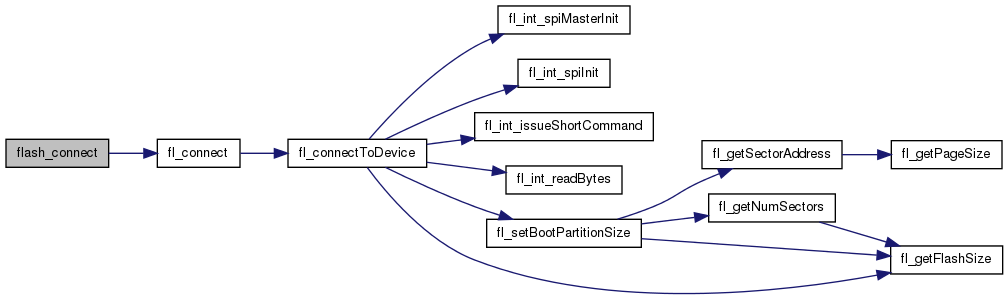 flash_connect
fl_connect
fl_connectToDevice
fl_int_spiMasterInit
fl_int_spiInit
fl_int_issueShortCommand
fl_int_readBytes
fl_setBootPartitionSize
fl_getSectorAddress
fl_getNumSectors
fl_getPageSize
fl_getFlashSize